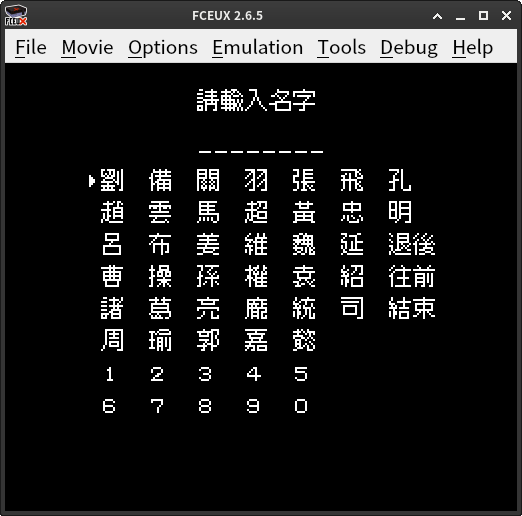 FCEUX 2.6.5
File Movie Options Emulation Tools Debug Help
請輸入名字
________
劉 備 關 羽 張 飛 孔
趙 雲 馬 超 黃 忠 明
呂 布 姜 維 魏 延 退後
曹 操 孫 權 袁 紹 往前
諸 葛 亮 龐 統 司 結束
周 瑜 郭 嘉 懿
1 2 3 4 5
6 7 8 9 0